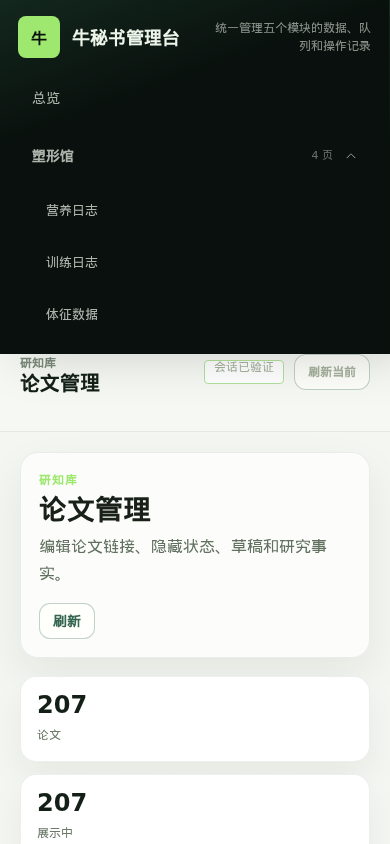 牛
牛秘书管理台
统一管理五个模块的数据、队
列和操作记录
总览
塑形馆
4 页
营养日志
训练日志
体征数据
研知库
论文管理
会话已验证
刷新当前
研知库
论文管理
编辑论文链接、隐藏状态、草稿和研究事
实。
刷新
207
论文
207
展示中